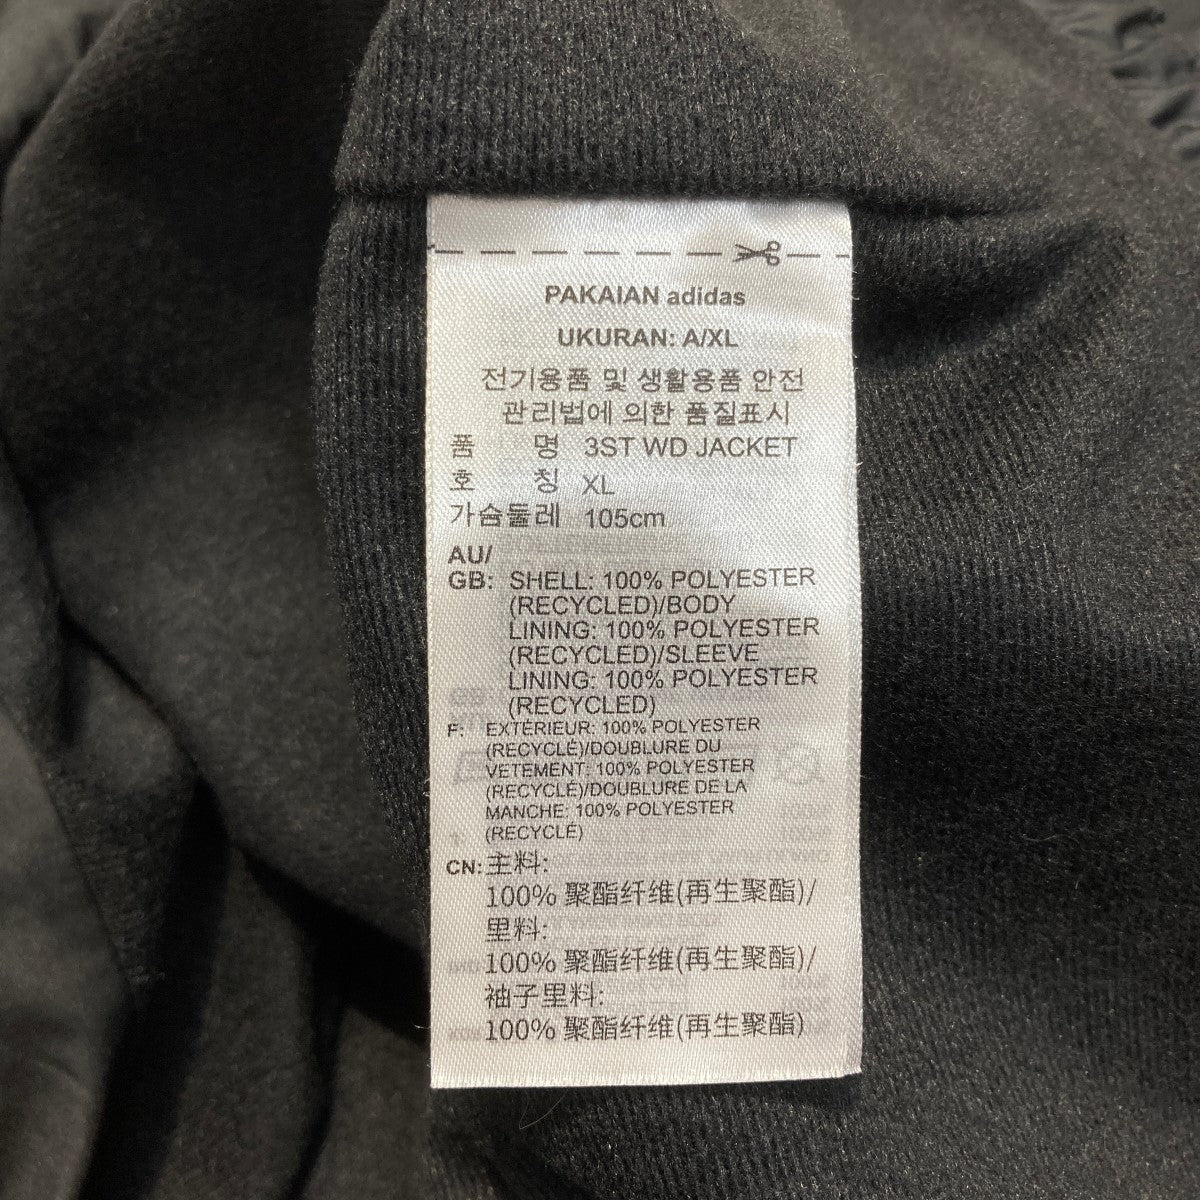 PAKAIAN adidas
UKURAN: A/XL
전기용품 및 생활용품 안전
관리법에 의한 품질표시
품 명 3ST WD JACKET
호 칭 XL
가슴둘레 105cm
AU/
GB: SHELL: 100% POLYESTER
(RECYCLED)/BODY
LINING: 100% POLYESTER
(RECYCLED)/SLEEVE
LINING: 100% POLYESTER
(RECYCLED)
F: EXTÉRIEUR: 100% POLYESTER
(RECYCLÉ)/DOUBLURE DU
VETEMENT: 100% POLYESTER
(RECYCLÉ)/DOUBLURE DE LA
MANCHE: 100% POLYESTER
(RECYCLÉ)
CN: 主料:
100% 聚酯纤维(再生聚酯)/
里料:
100% 聚酯纤维(再生聚酯)/
袖子里料:
100% 聚酯纤维(再生聚酯)